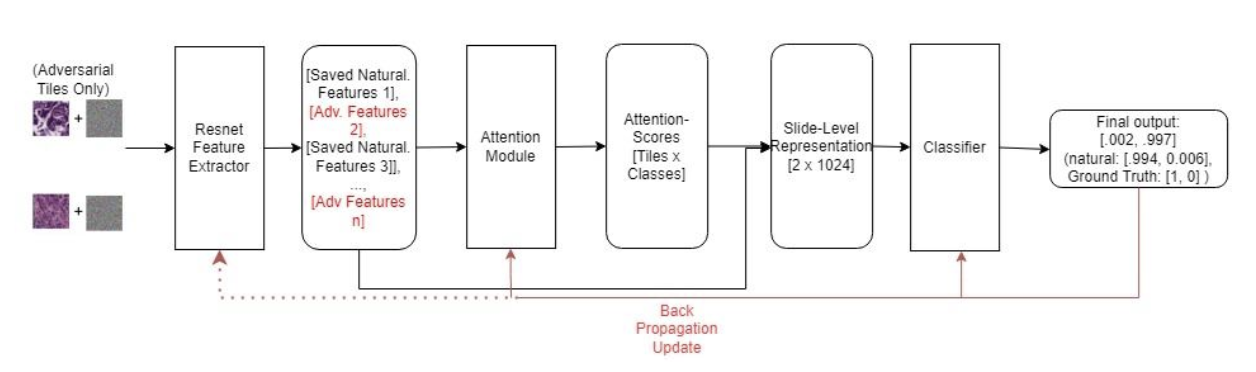 (Adversarial
Tiles Only)
+
+
Resnet
Feature
Extractor
[Saved Natural.
Features 1],
[Adv. Features
2],
[Saved Natural.
Features 3]],
...,
[Adv Features
n]
Attention
Module
Attention-
Scores
[Tiles x
Classes]
Slide-Level
Representation
[2 x 1024]
Classifier
Final output:
[.002, .997]
(natural: [.994, 0.006],
Ground Truth: [1, 0] )
Back
Propagation
Update